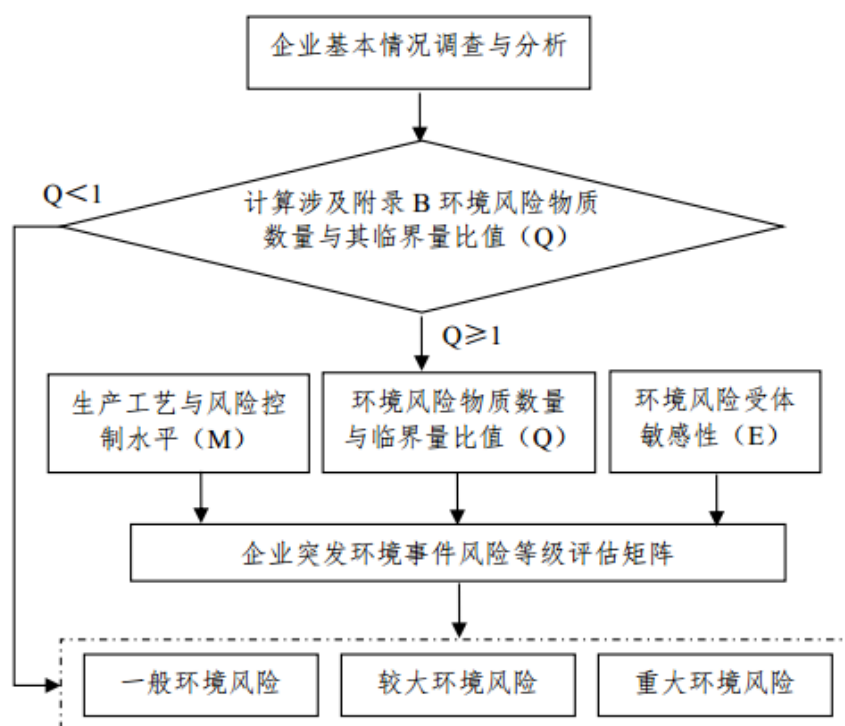 企业基本情况调查与分析
Q＜1
计算涉及附录 B 环境风险物质
数量与其临界量比值（Q）
Q≥1
生产工艺与风险控
制水平（M）
环境风险物质数量
与临界量比值（Q）
环境风险受体
敏感性（E）
企业突发环境事件风险等级评估矩阵
一般环境风险
较大环境风险
重大环境风险